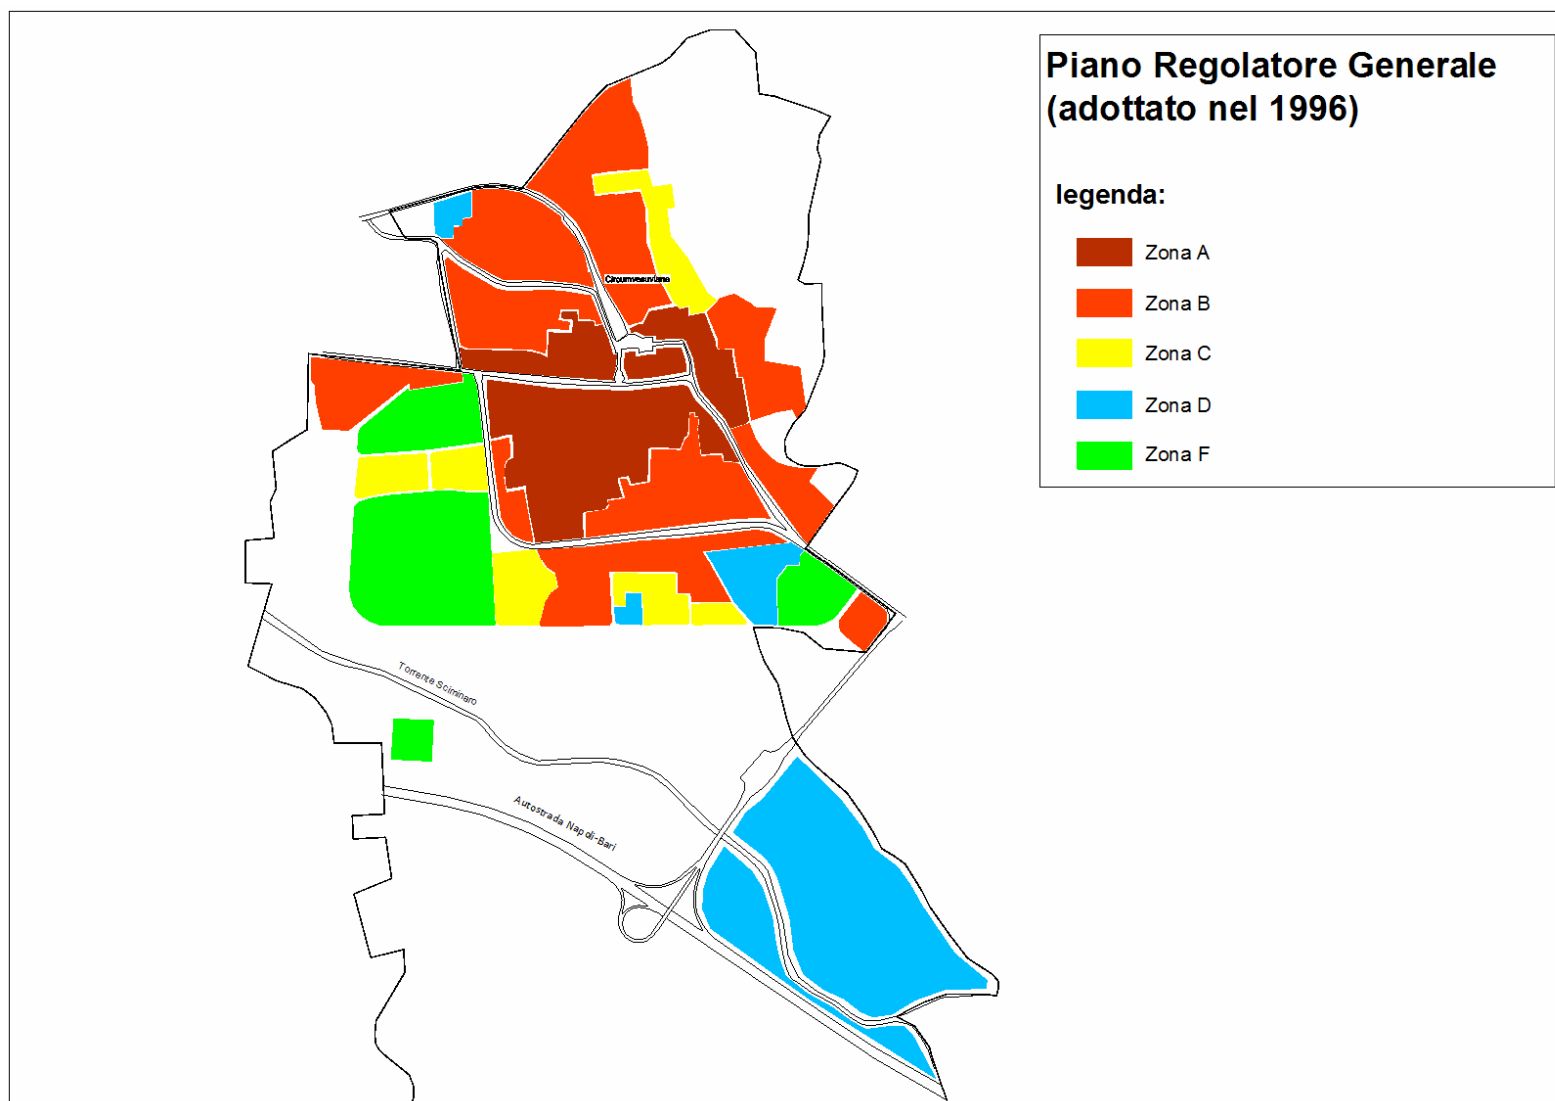 Piano Regolatore Generale
(adottato nel 1996)
legenda:
Zona A
Zona B
Zona C
Zona D
Zona F
Circumvesuviana
Torrente Sciminaro
Autostrada Napoli-Bari